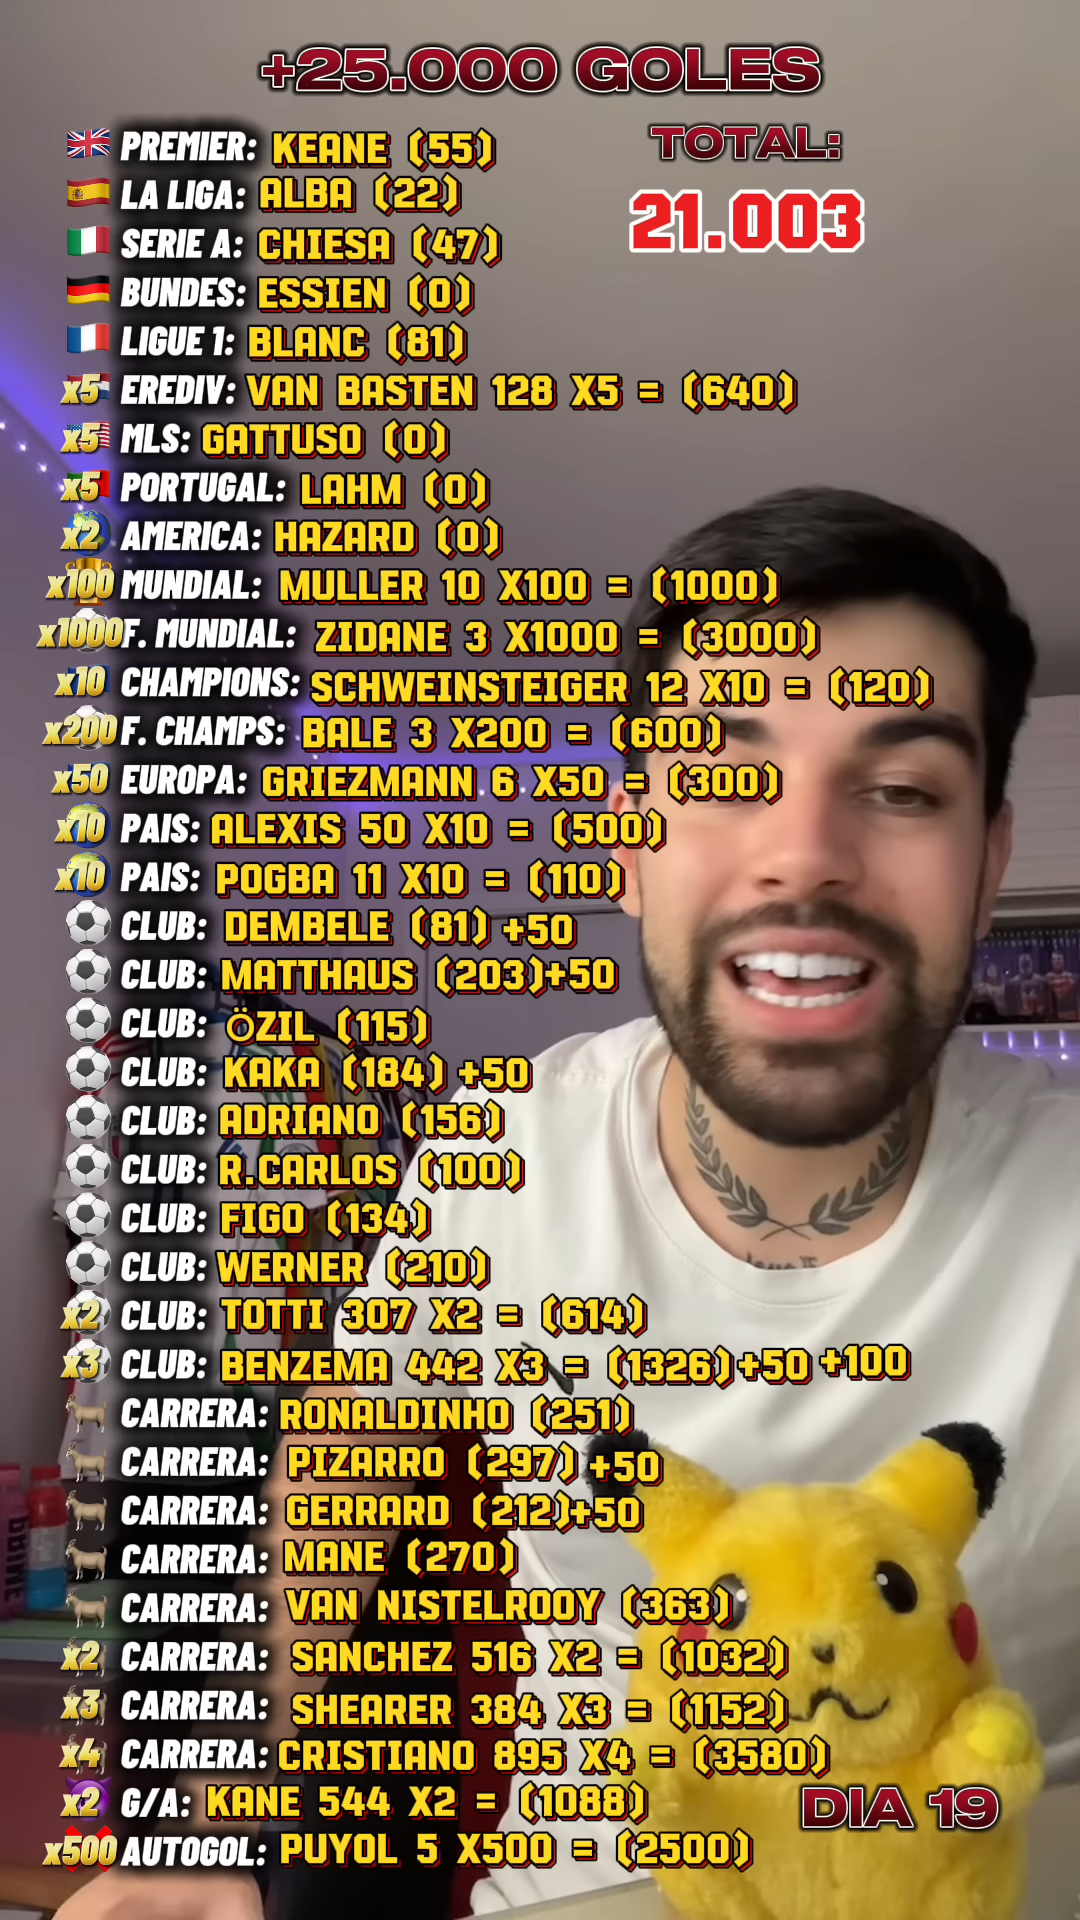 +25.000 GOLES
TOTAL:
21.003
PREMIER: KEANE (55)
LA LIGA: ALBA (22)
SERIE A: CHIESA (47)
BUNDES: ESSIEN (0)
LIGUE 1: BLANC (81)
x5 EREDIV: VAN BASTEN 128 X5 = (640)
x5 MLS: GATTUSO (0)
x5 PORTUGAL: LAHM (0)
x2 AMERICA: HAZARD (0)
x100 MUNDIAL: MULLER 10 X100 = (1000)
x1000 F. MUNDIAL: ZIDANE 3 X1000 = (3000)
x10 CHAMPIONS: SCHWEINSTEIGER 12 X10 = (120)
x200 F. CHAMPS: BALE 3 X200 = (600)
x50 EUROPA: GRIEZMANN 6 X50 = (300)
x10 PAIS: ALEXIS 50 X10 = (500)
x10 PAIS: POGBA 11 X10 = (110)
CLUB: DEMBELE (81) +50
CLUB: MATTHAUS (203)+50
CLUB: ÖZIL (115)
CLUB: KAKA (184) +50
CLUB: ADRIANO (156)
CLUB: R.CARLOS (100)
CLUB: FIGO (134)
CLUB: WERNER (210)
x2 CLUB: TOTTI 307 X2 = (614)
x3 CLUB: BENZEMA 442 X3 = (1326)+50 +100
CARRERA: RONALDINHO (251)
CARRERA: PIZARRO (297) +50
CARRERA: GERRARD (212)+50
CARRERA: MANE (270)
CARRERA: VAN NISTELROOY (363)
x2 CARRERA: SANCHEZ 516 X2 = (1032)
x3 CARRERA: SHEARER 384 X3 = (1152)
x4 CARRERA: CRISTIANO 895 X4 = (3580)
x2 G/A: KANE 544 X2 = (1088)
DIA 19
x500 AUTOGOL: PUYOL 5 X500 = (2500)